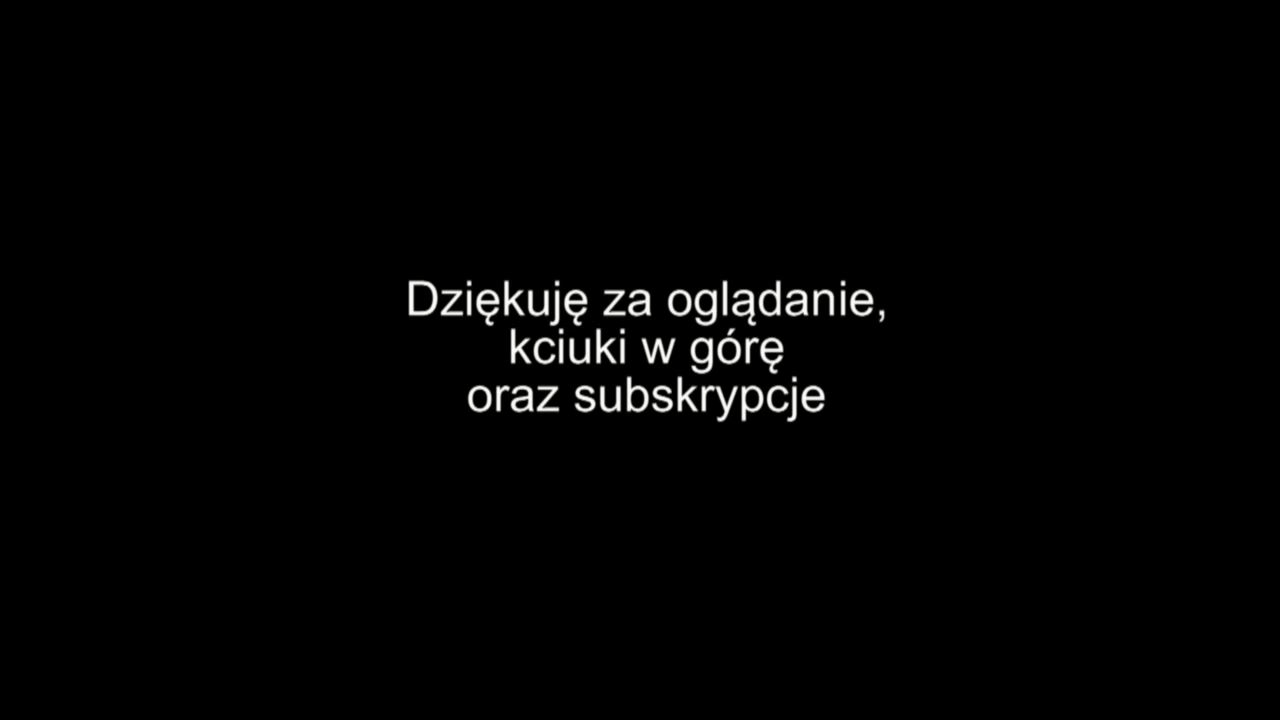 Dziękuję za oglądanie,
kciuki w górę
oraz subskrypcje